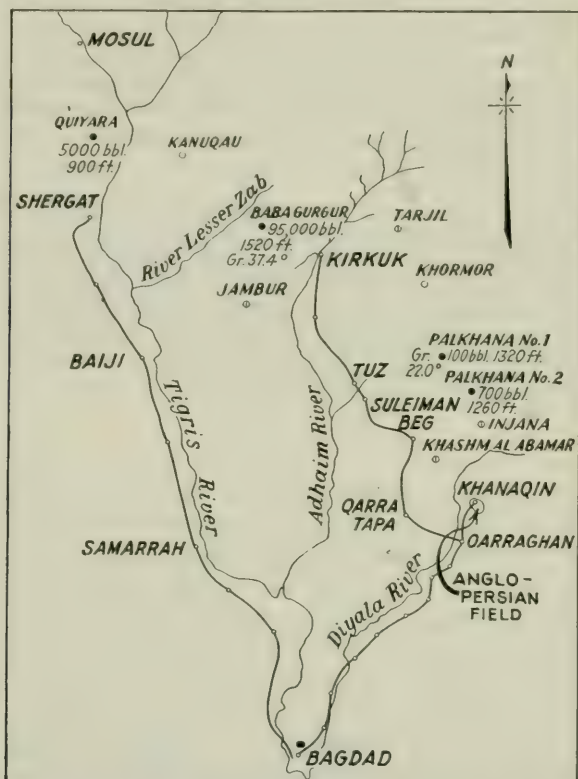 MOSUL
N
QUIYARA
5000 bbl.
900 ft.
KANUQAU
SHERGAT
River Lesser Zab
BABA GURGUR
95,000 bbl.
1520 ft.
Gr. 37.4°
TARJIL
KIRKUK
KHORMOR
JAMBUR
PALKHANA No. 1
Gr. 100 bbl. 1320 ft.
22.0°
BAIJI
TUZ
PALKHANA No. 2
700 bbl.
1260 ft.
SULEIMAN
BEG
INJANA
Tigris
River
Adhaim River
KHASHM AL ABAMAR
KHANAQIN
QARRA
TAPA
QARRAGHAN
SAMARRAH
Diyala River
ANGLO-
PERSIAN
FIELD
BAGDAD